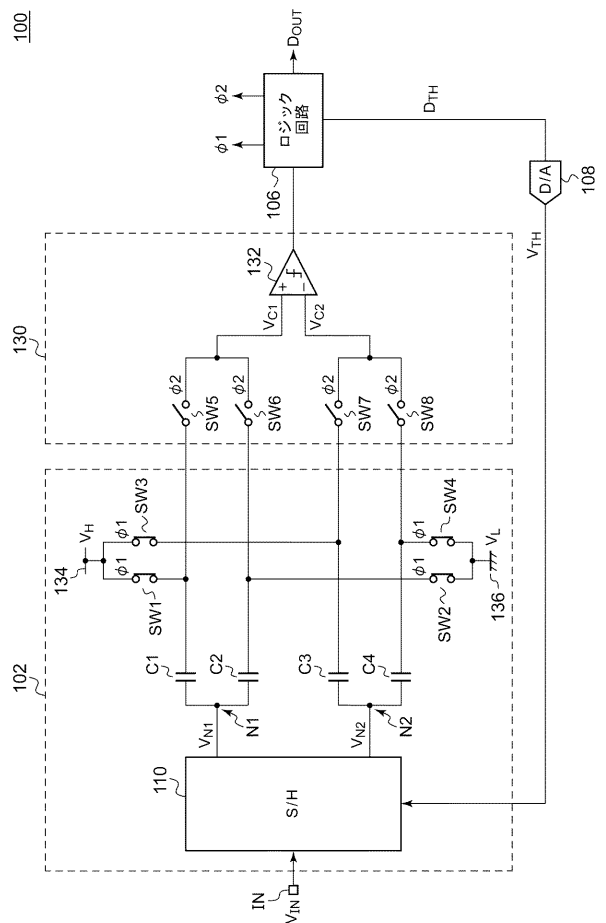 100
102
130
134
VH
φ1
φ1
SW1
SW3
C1
C2
C3
C4
VN1
N1
VN2
N2
110
S/H
IN
VIN
φ1
φ1
SW2
SW4
136
VL
φ2
SW5
φ2
SW6
φ2
SW7
φ2
SW8
VC1
VC2
132
+
−
106
ロジック
回路
φ1
φ2
DOUT
DTH
D/A
108
VTH